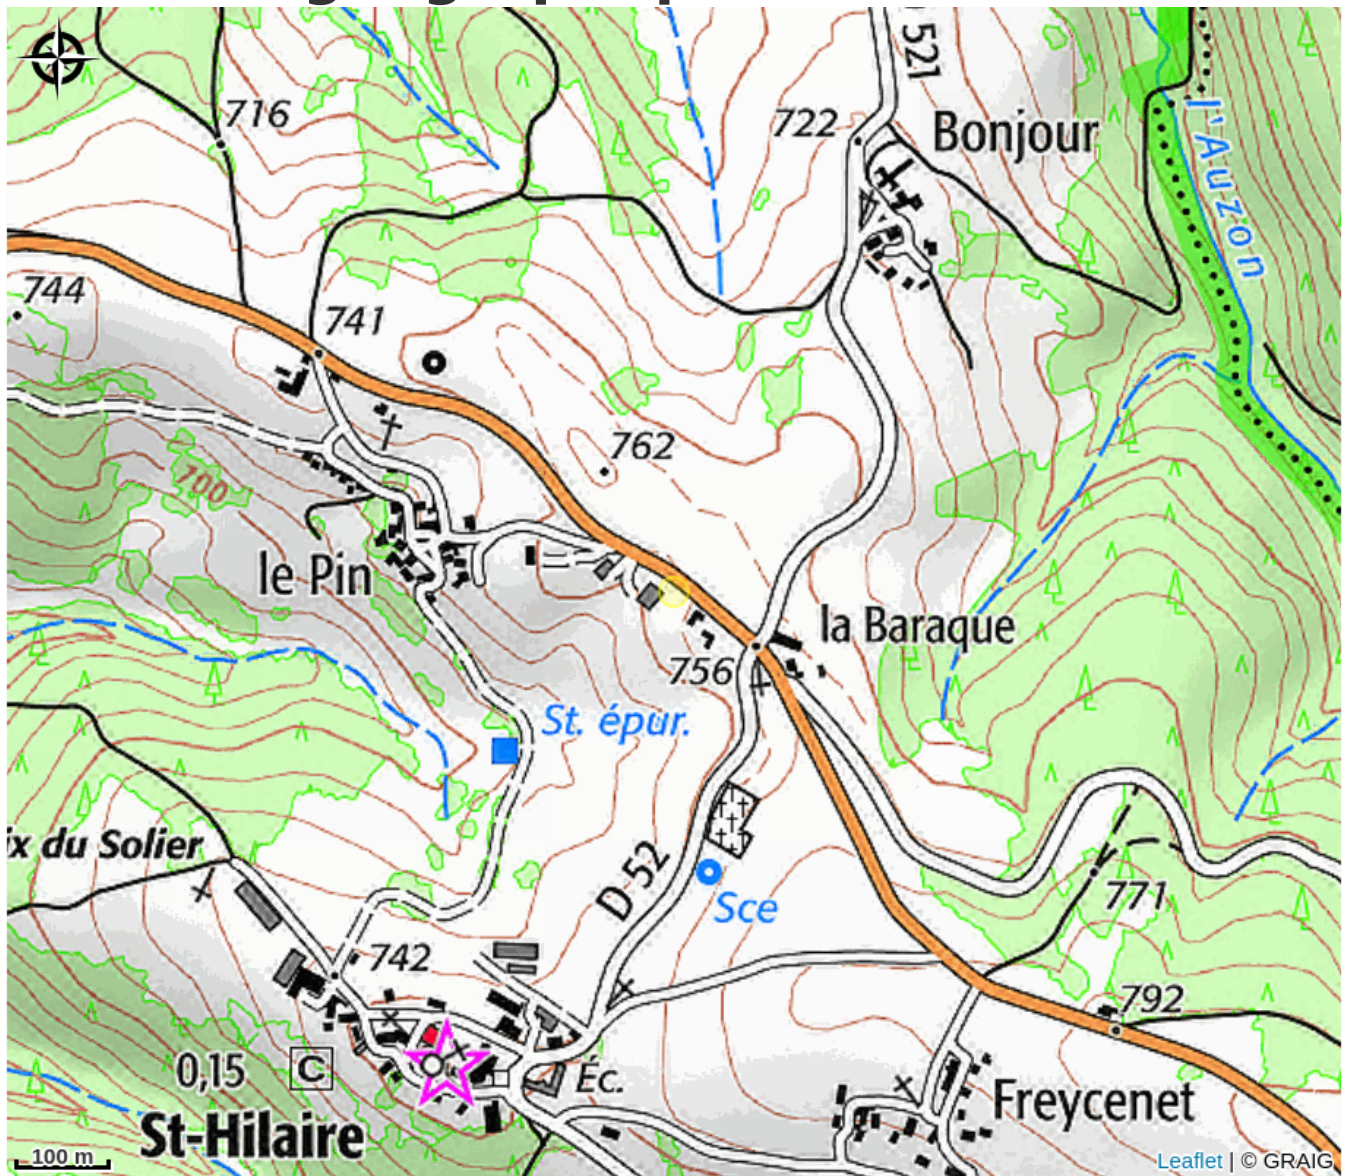 521
716
722
Bonjour
l'Auzon
744
741
762
700
le Pin
la Baraque
756
St. épur.
ix du Solier
D 52
Sce
771
742
792
0,15
C
Éc.
Freycenet
St-Hilaire
100 m
Leaflet | © GRAIG